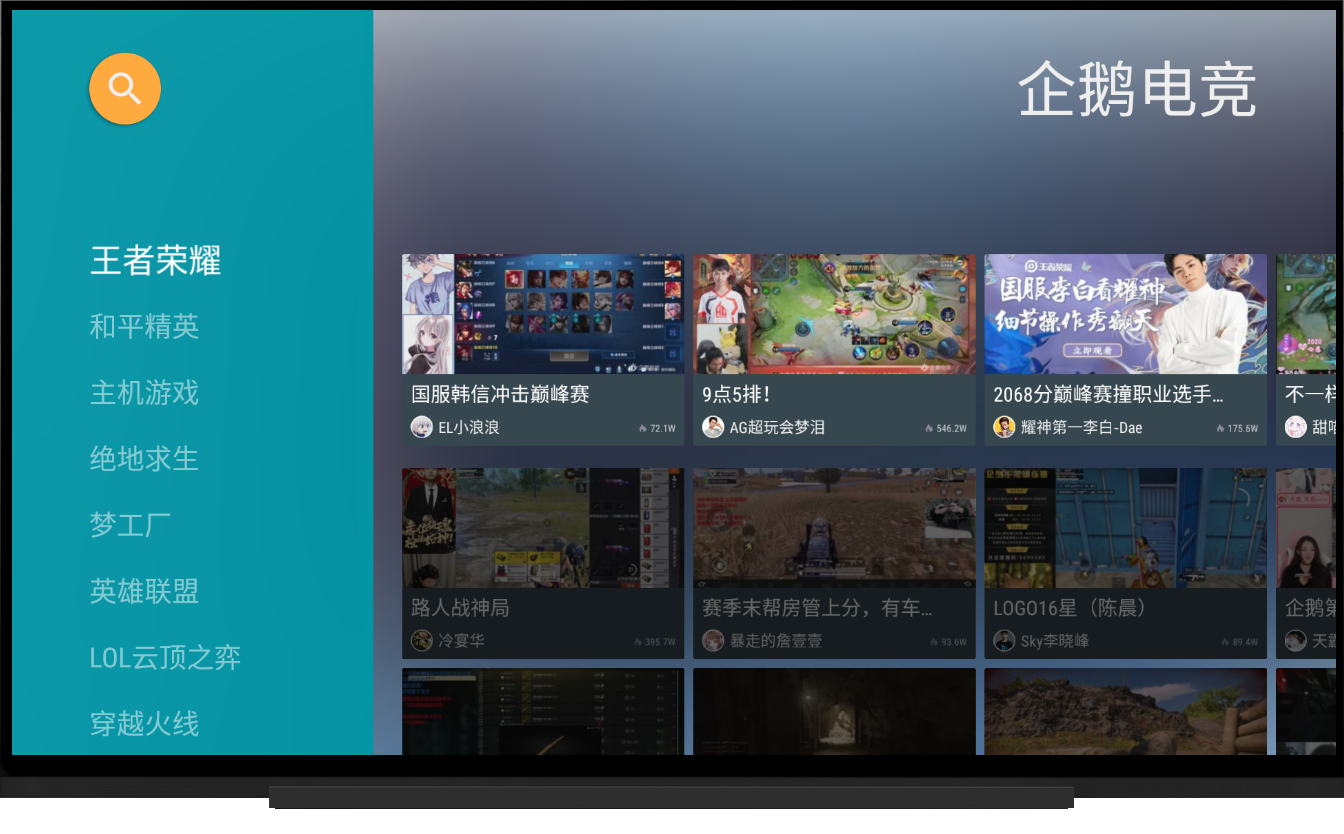 企鹅电竞
王者荣耀
和平精英
主机游戏
绝地求生
梦工厂
英雄联盟
LOL云顶之弈
穿越火线
国服韩信冲击巅峰赛
EL小浪浪
72.1W
9点5排！
AG超玩会梦泪
546.2W
王者荣耀
国服李白看耀神
细节操作秀翻天
立即观看
2068分巅峰赛撞职业选手…
耀神第一李白-Dae
175.6W
不一样
甜
路人战神局
冷宴华
395.7W
赛季末帮房管上分，有车…
暴走的詹壹壹
93.6W
LOGO16星（陈晨）
Sky李晓峰
89.4W
企鹅第
天霸